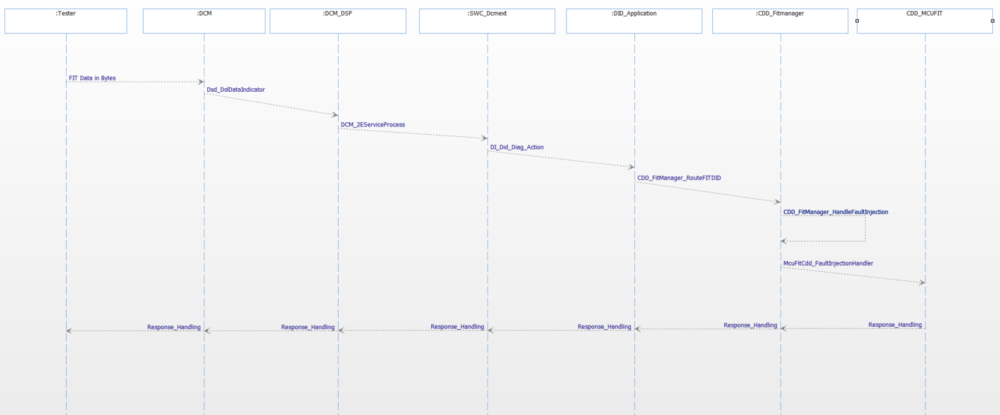 :Tester
:DCM
:DCM_DSP
:SWC_Dcmext
:DID_Application
:CDD_Fitmanager
CDD_MCUFIT
FIT Data in Bytes
Dsd_DslDataIndicator
DCM_2EServiceProcess
DI_Did_Diag_Action
CDD_FitManager_RouteFITDID
CDD_FitManager_HandleFaultInjection
McuFitCdd_FaultInjectionHandler
Response_Handling
Response_Handling
Response_Handling
Response_Handling
Response_Handling
Response_Handling